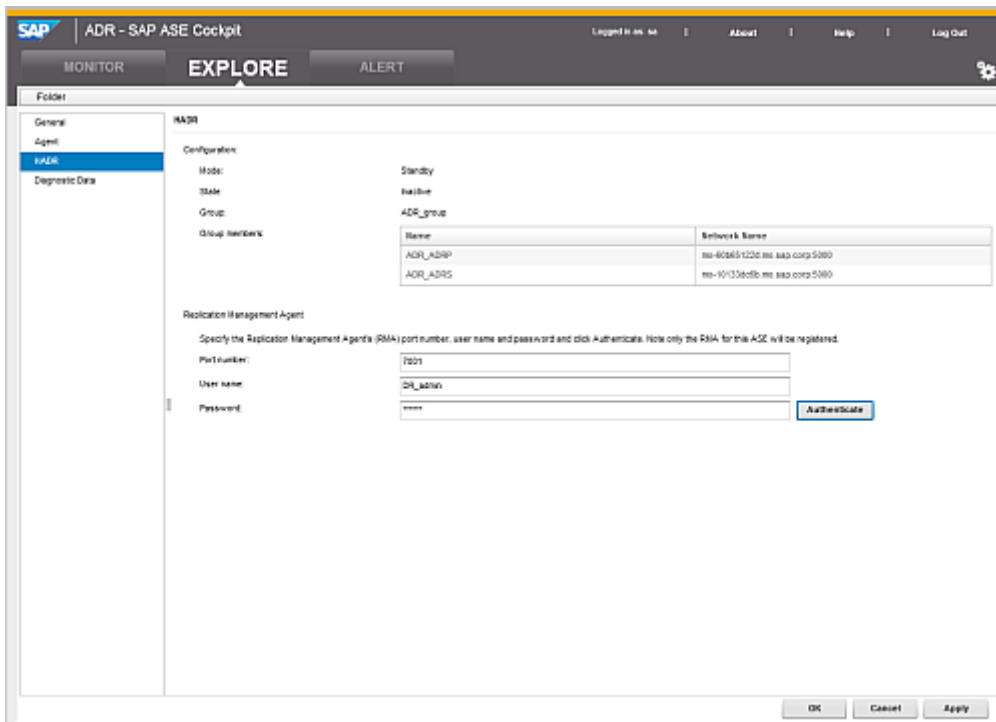 SAP ADR - SAP ASE Cockpit Logged in as: sa | About | Help | Log Out
MONITOR EXPLORE ALERT
Folder
General
Agent
HADR
Diagnostic Data
HADR
Configuration:
Mode: Standby
State Inactive
Group: ADR_group
Group members:
Name Network Name
ADR_ADRP
ADR_ADRS
Replication Management Agent
Specify the Replication Management Agent's (RMA) port number, user name and password and click Authenticate. Note only the RMA for this ASE will be registered.
Port number: 7001
User name: DR_admin
Password: ***** Authenticate
OK Cancel Apply